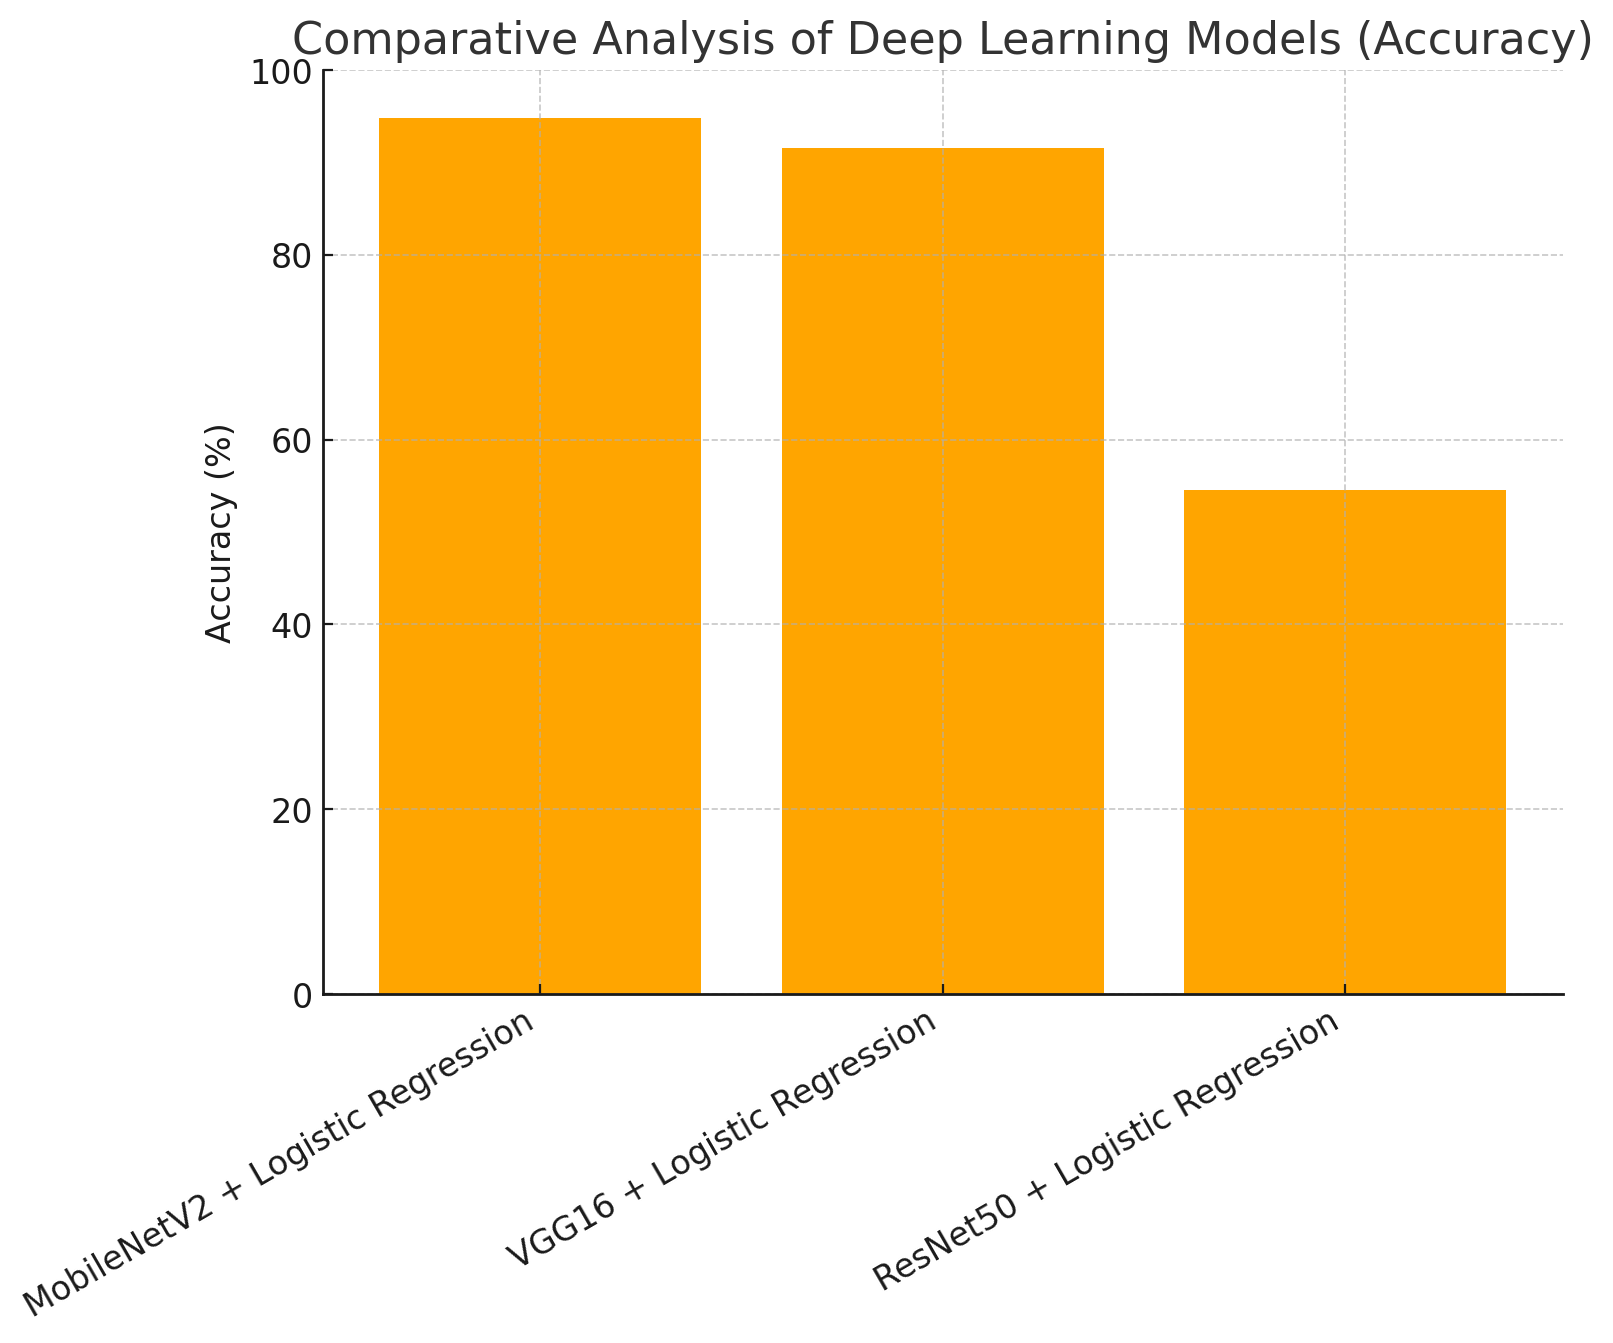 Comparative Analysis of Deep Learning Models (Accuracy)
100
80
60
40
20
0
Accuracy (%)
MobileNetV2 + Logistic Regression
VGG16 + Logistic Regression
ResNet50 + Logistic Regression